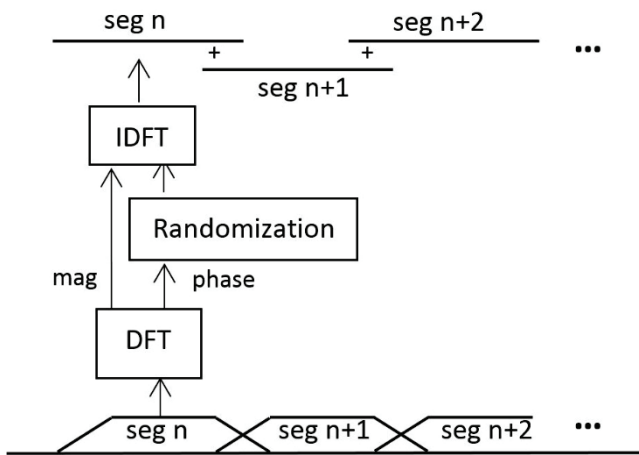 seg n
seg n+2
+
+
...
seg n+1
IDFT
Randomization
mag
phase
DFT
seg n
seg n+1
seg n+2
...